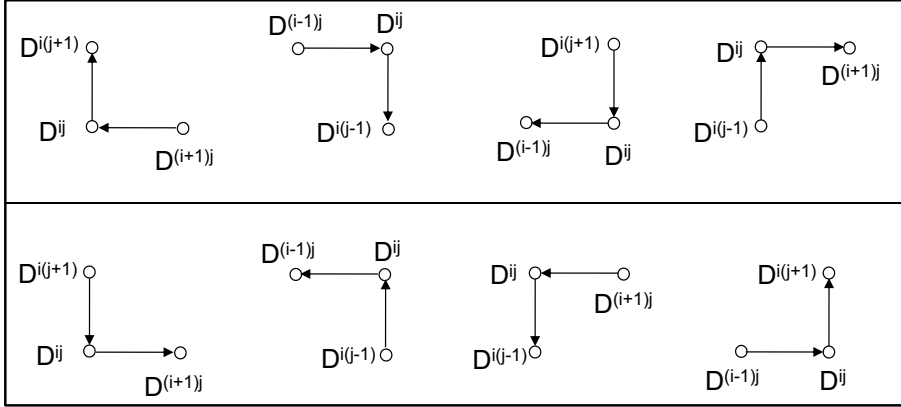 D^(i-1)j D^ij
D^i(j+1) D^i(j+1) D^ij D^(i+1)j
D^ij D^i(j-1) D^i(j-1)
D^(i+1)j D^(i-1)j D^ij
D^i(j+1) D^(i-1)j D^ij D^ij D^(i+1)j D^i(j+1)
D^ij D^i(j-1) D^i(j-1)
D^(i+1)j D^(i-1)j D^ij